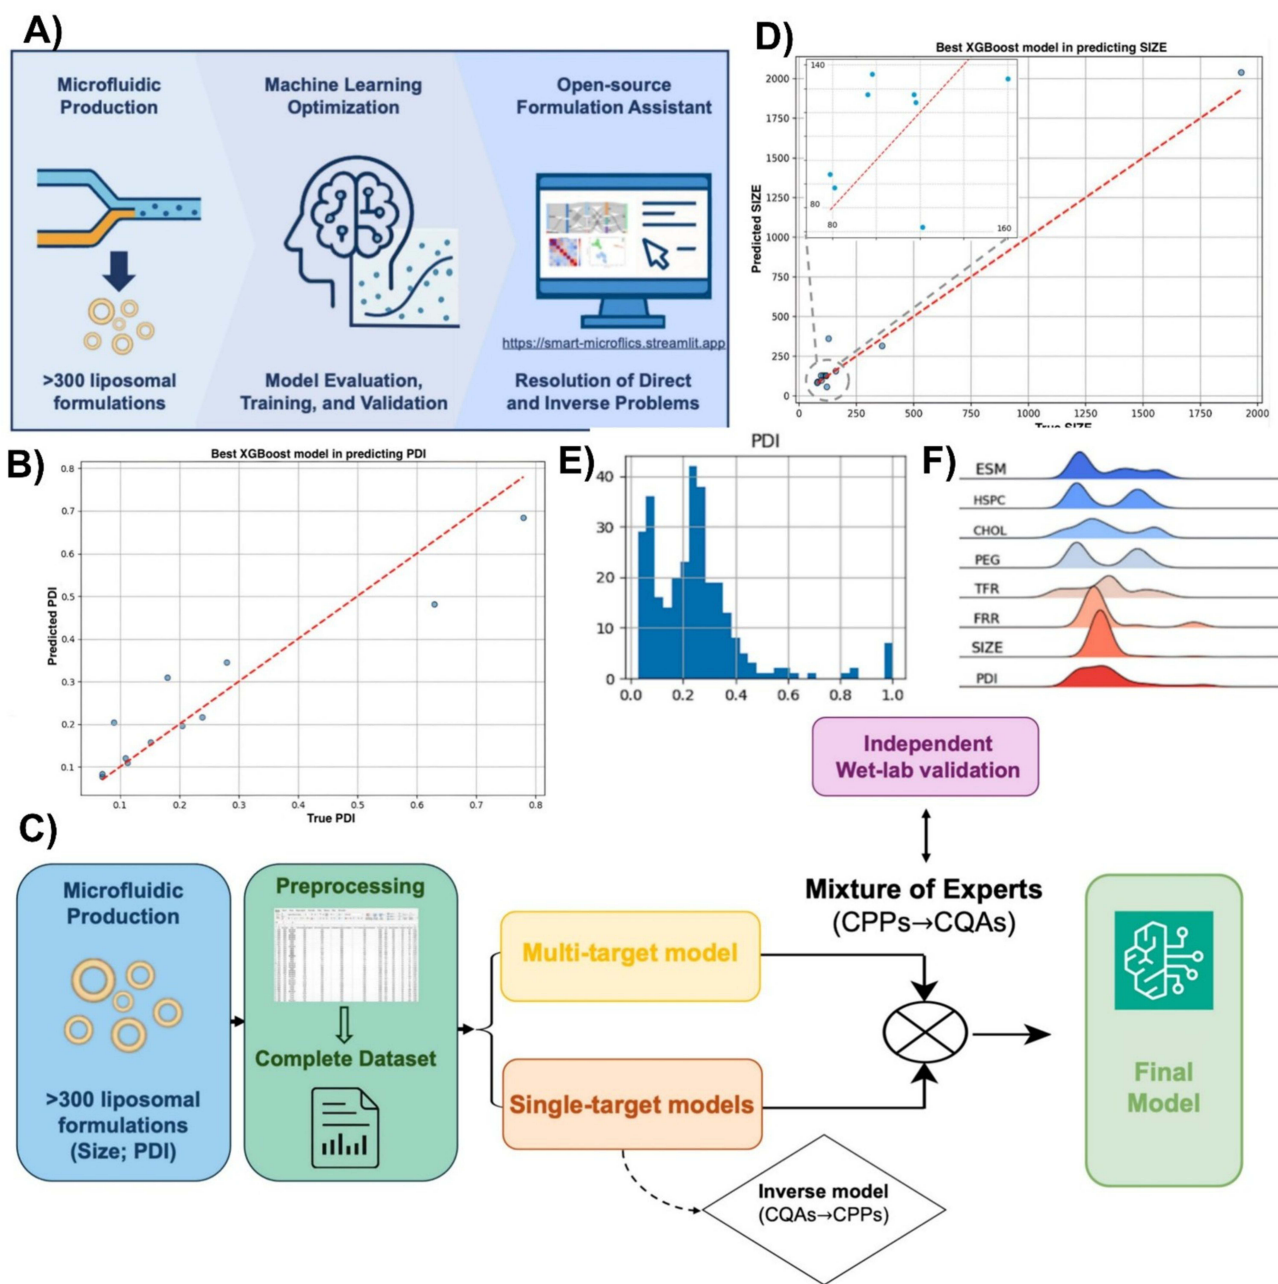 A)
Microfluidic
Production
Machine Learning
Optimization
Open-source
Formulation Assistant
https://smart-microflics.streamlit.app
>300 liposomal
formulations
Model Evaluation,
Training, and Validation
Resolution of Direct
and Inverse Problems
D)
Best XGBoost model in predicting SIZE
Predicted SIZE
2000
1750
1500
1250
1000
750
500
250
0
140
80
80
160
0
250
500
750
1000
1250
1500
1750
2000
True SIZE
B)
Best XGBoost model in predicting PDI
Predicted PDI
0.8
0.7
0.6
0.5
0.4
0.3
0.2
0.1
0.1
0.2
0.3
0.4
0.5
0.6
0.7
0.8
True PDI
E)
PDI
40
30
20
10
0
0.0
0.2
0.4
0.6
0.8
1.0
F)
ESM
HSPC
CHOL
PEG
TFR
FRR
SIZE
PDI
C)
Microfluidic
Production
>300 liposomal
formulations
(Size; PDI)
Preprocessing
Complete Dataset
Multi-target model
Single-target models
Inverse model
(CQAs→CPPs)
Independent
Wet-lab validation
Mixture of Experts
(CPPs→CQAs)
Final
Model